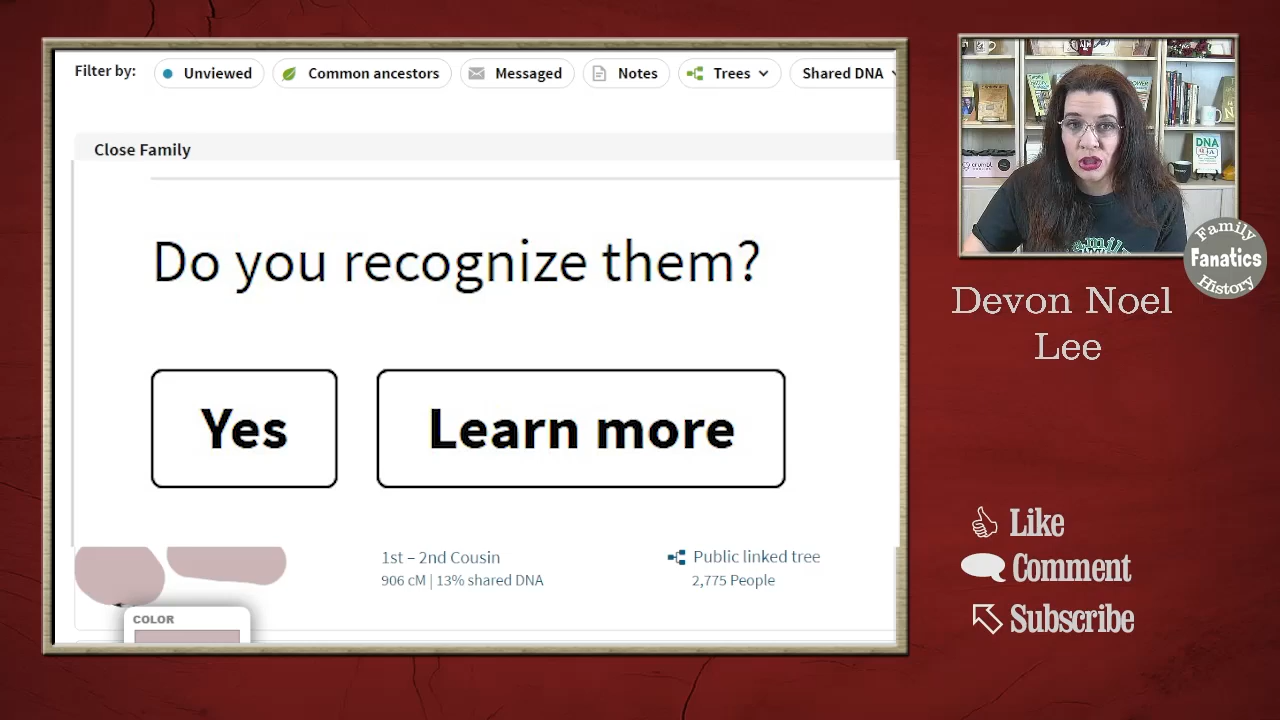 Filter by:
Unviewed
Common ancestors
Messaged
Notes
Trees
Shared DNA
Close Family
Do you recognize them?
Yes
Learn more
1st – 2nd Cousin
906 cM | 13% shared DNA
Public linked tree
2,775 People
COLOR
DNA
Q&A
crumbl
Family
Fanatics
History
Devon Noel
Lee
Like
Comment
Subscribe